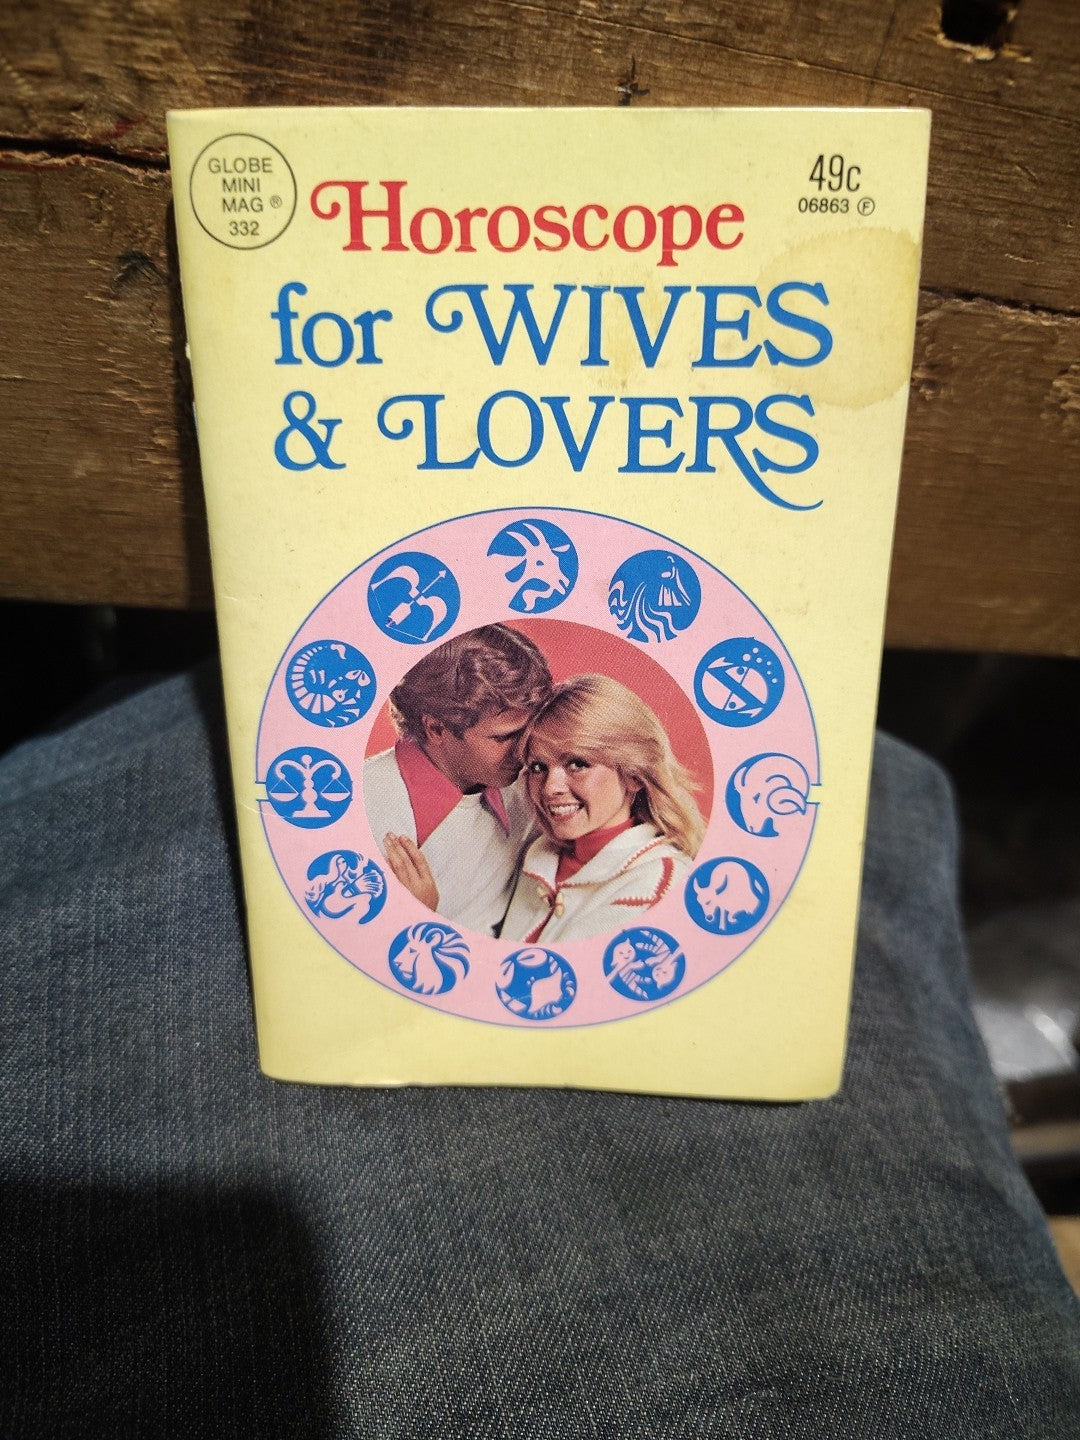 GLOBE
MINI
MAG ®
332
49c
06863 Ⓕ
Horoscope
for WIVES
& LOVERS